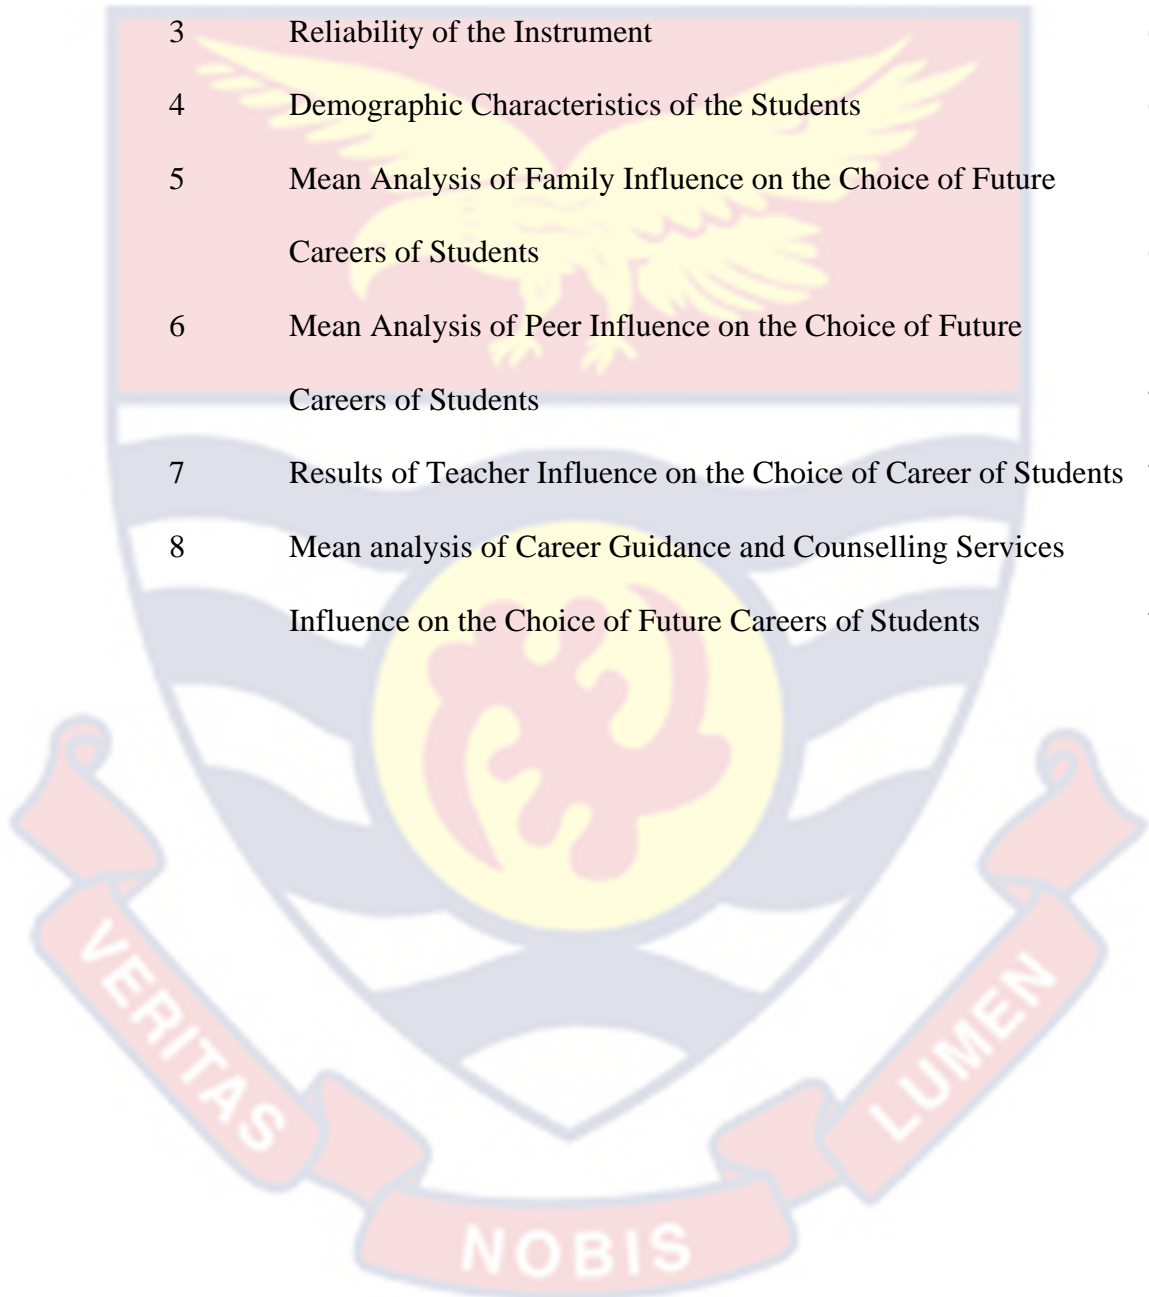 3 Reliability of the Instrument
4 Demographic Characteristics of the Students
5 Mean Analysis of Family Influence on the Choice of Future
Careers of Students
6 Mean Analysis of Peer Influence on the Choice of Future
Careers of Students
7 Results of Teacher Influence on the Choice of Career of Students
8 Mean analysis of Career Guidance and Counselling Services
Influence on the Choice of Future Careers of Students
VERITAS
NOBIS
LUMEN